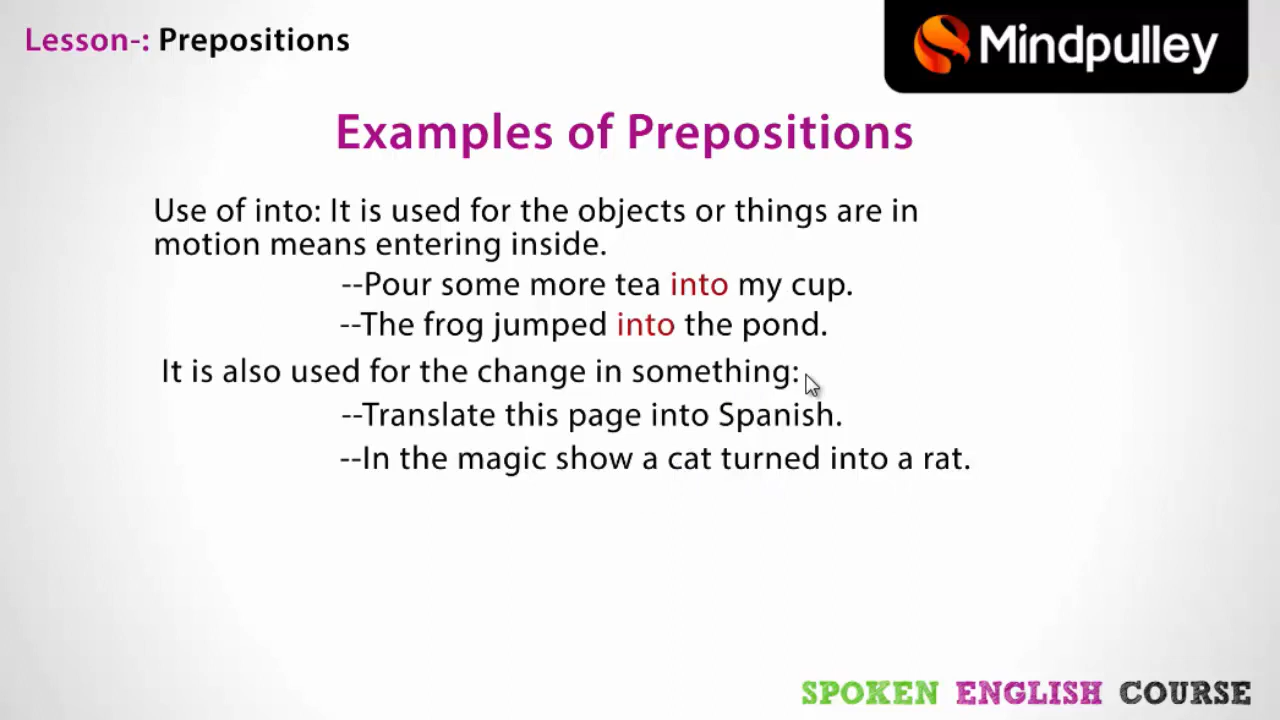 Lesson-: Prepositions
Mindpulley
Examples of Prepositions
Use of into: It is used for the objects or things are in
motion means entering inside.
--Pour some more tea into my cup.
--The frog jumped into the pond.
It is also used for the change in something:
--Translate this page into Spanish.
--In the magic show a cat turned into a rat.
SPOKEN ENGLISH COURSE